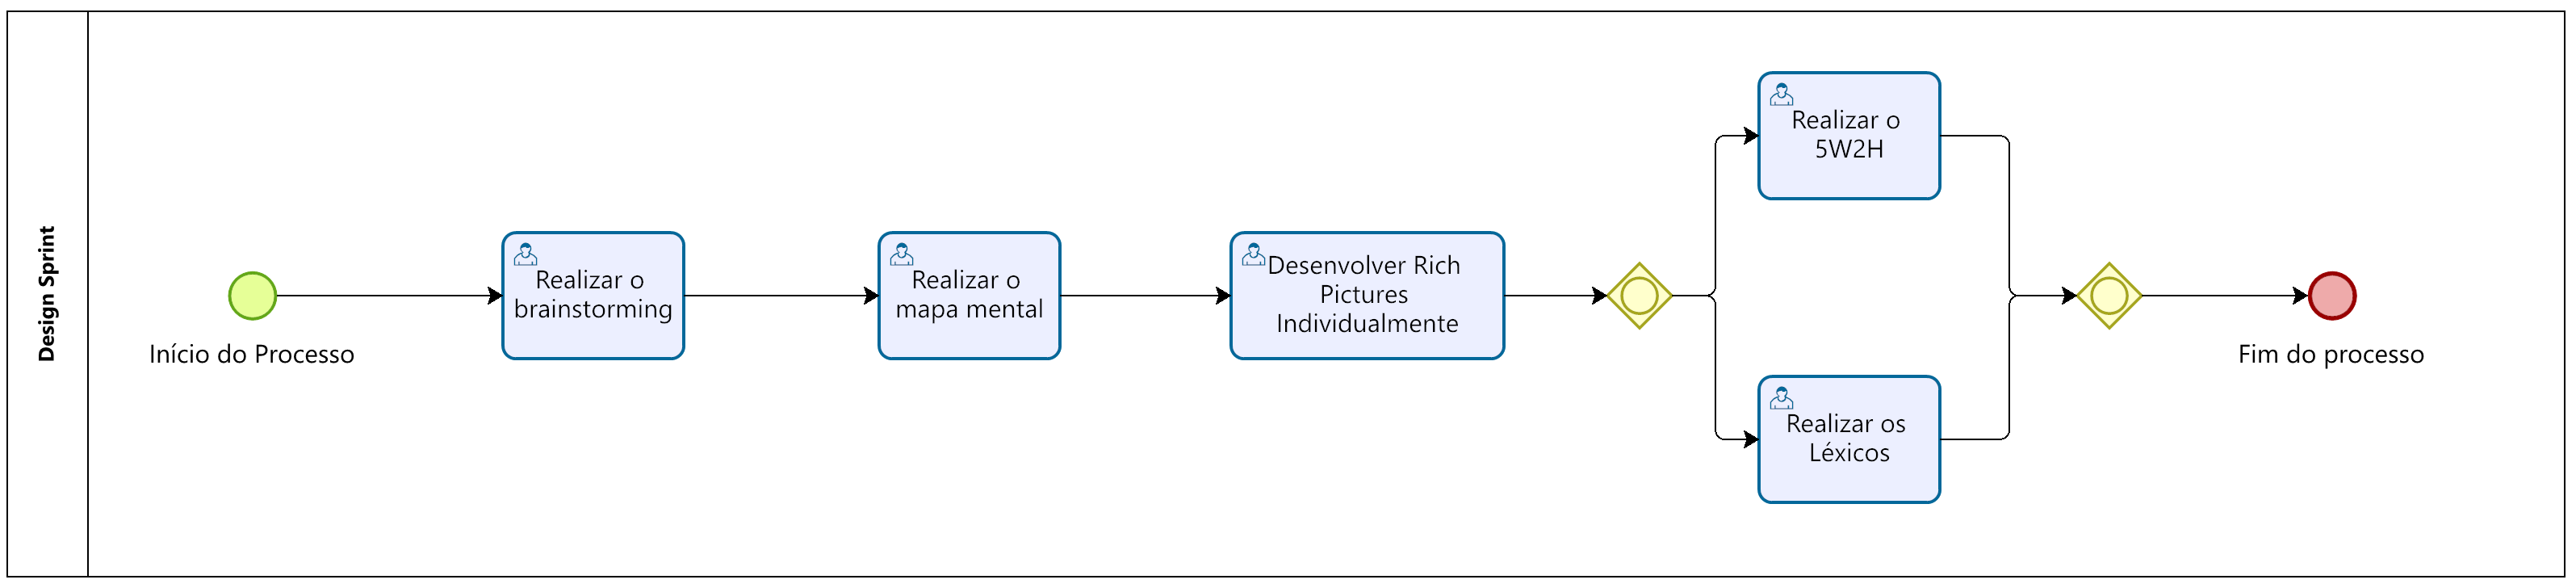 Design Sprint
Início do Processo
Realizar o
brainstorming
Realizar o
mapa mental
Desenvolver Rich
Pictures
Individualmente
Realizar o
5W2H
Realizar os
Léxicos
Fim do processo